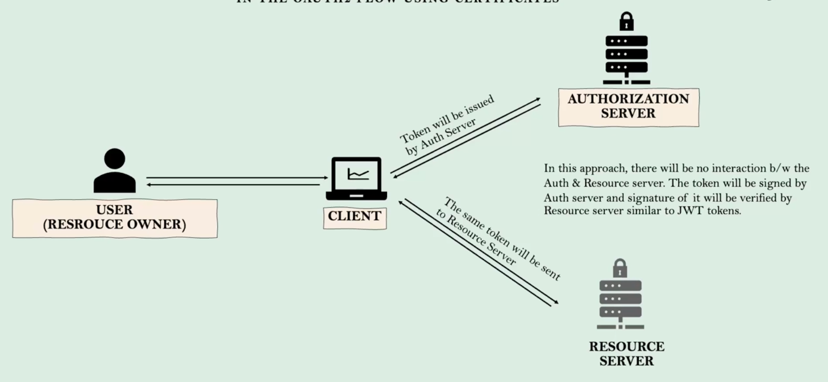 IN THE OAUTH2 FLOW USING CERTIFICATES
AUTHORIZATION
SERVER
Token will be issued
by Auth Server
In this approach, there will be no interaction b/w the
Auth & Resource server. The token will be signed by
Auth server and signature of it will be verified by
Resource server similar to JWT tokens.
USER
(RESROUCE OWNER)
CLIENT
The same token will be sent
to Resource Server
RESOURCE
SERVER